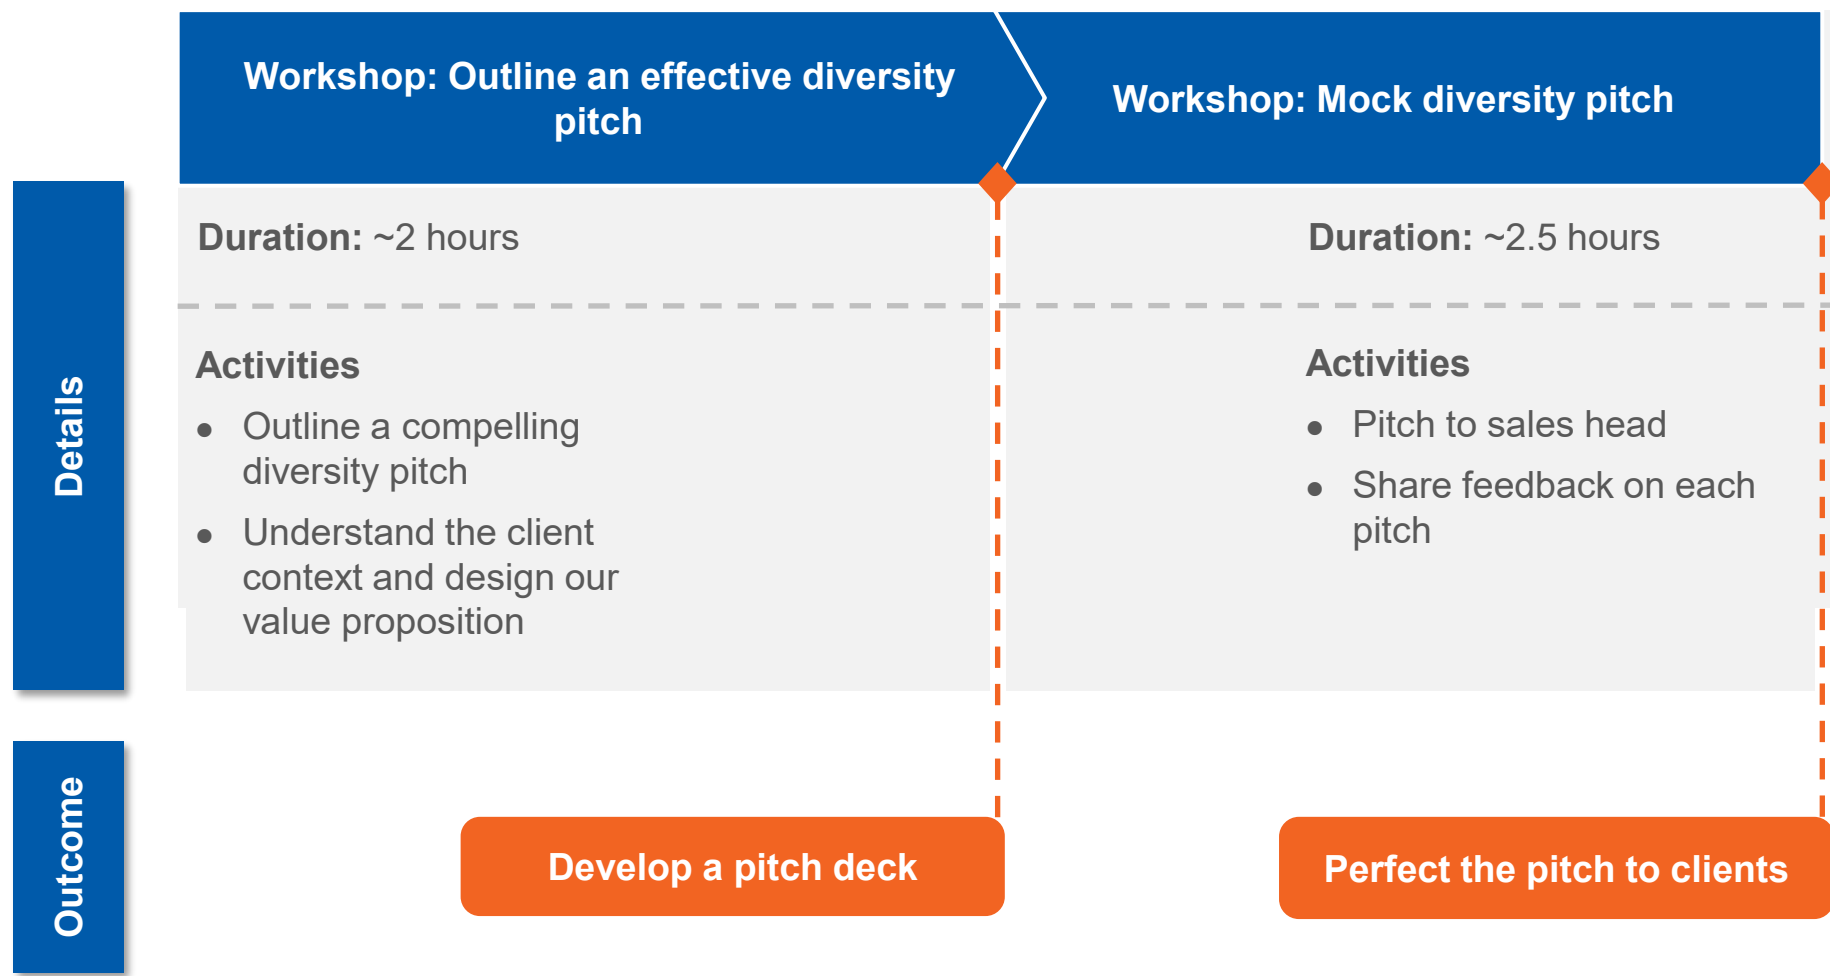 Workshop: Outline an effective diversity
pitch
Workshop: Mock diversity pitch
Details
Duration: ~2 hours
Activities
● Outline a compelling
diversity pitch
● Understand the client
context and design our
value proposition
Duration: ~2.5 hours
Activities
● Pitch to sales head
● Share feedback on each
pitch
Outcome
Develop a pitch deck
Perfect the pitch to clients